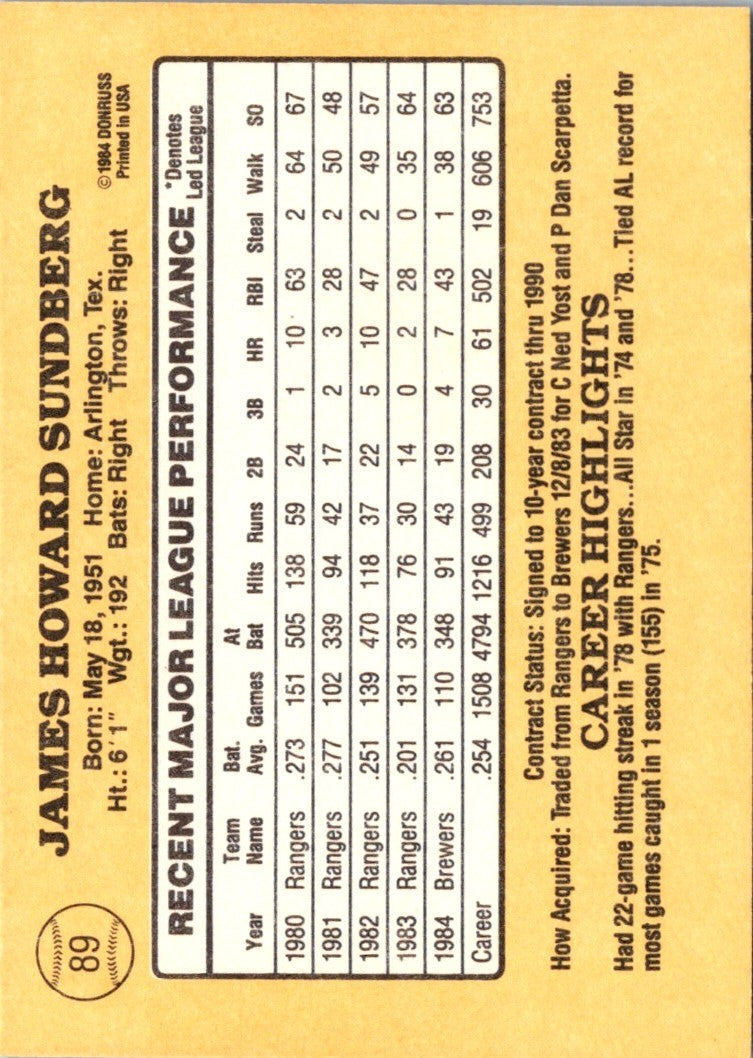 89
JAMES HOWARD SUNDBERG
©1984 DONRUSS
Printed in USA
Born: May 18, 1951 Home: Arlington, Tex.
Ht.: 6'1" Wgt.: 192 Bats: Right Throws: Right
RECENT MAJOR LEAGUE PERFORMANCE *Denotes Led League
Year Team Name Bat. Avg. Games At Bat Hits Runs 2B 3B HR RBI Steal Walk SO
1980 Rangers .273 151 505 138 59 24 1 10 63 2 64 67
1981 Rangers .277 102 339 94 42 17 2 3 28 2 50 48
1982 Rangers .251 139 470 118 37 22 5 10 47 2 49 57
1983 Rangers .201 131 378 76 30 14 0 2 28 0 35 64
1984 Brewers .261 110 348 91 43 19 4 7 43 1 38 63
Career .254 1508 4794 1216 499 208 30 61 502 19 606 753
Contract Status: Signed to 10-year contract thru 1990
How Acquired: Traded from Rangers to Brewers 12/8/83 for C Ned Yost and P Dan Scarpetta.
CAREER HIGHLIGHTS
Had 22-game hitting streak in '78 with Rangers...All Star in '74 and '78...Tied AL record for
most games caught in 1 season (155) in '75.